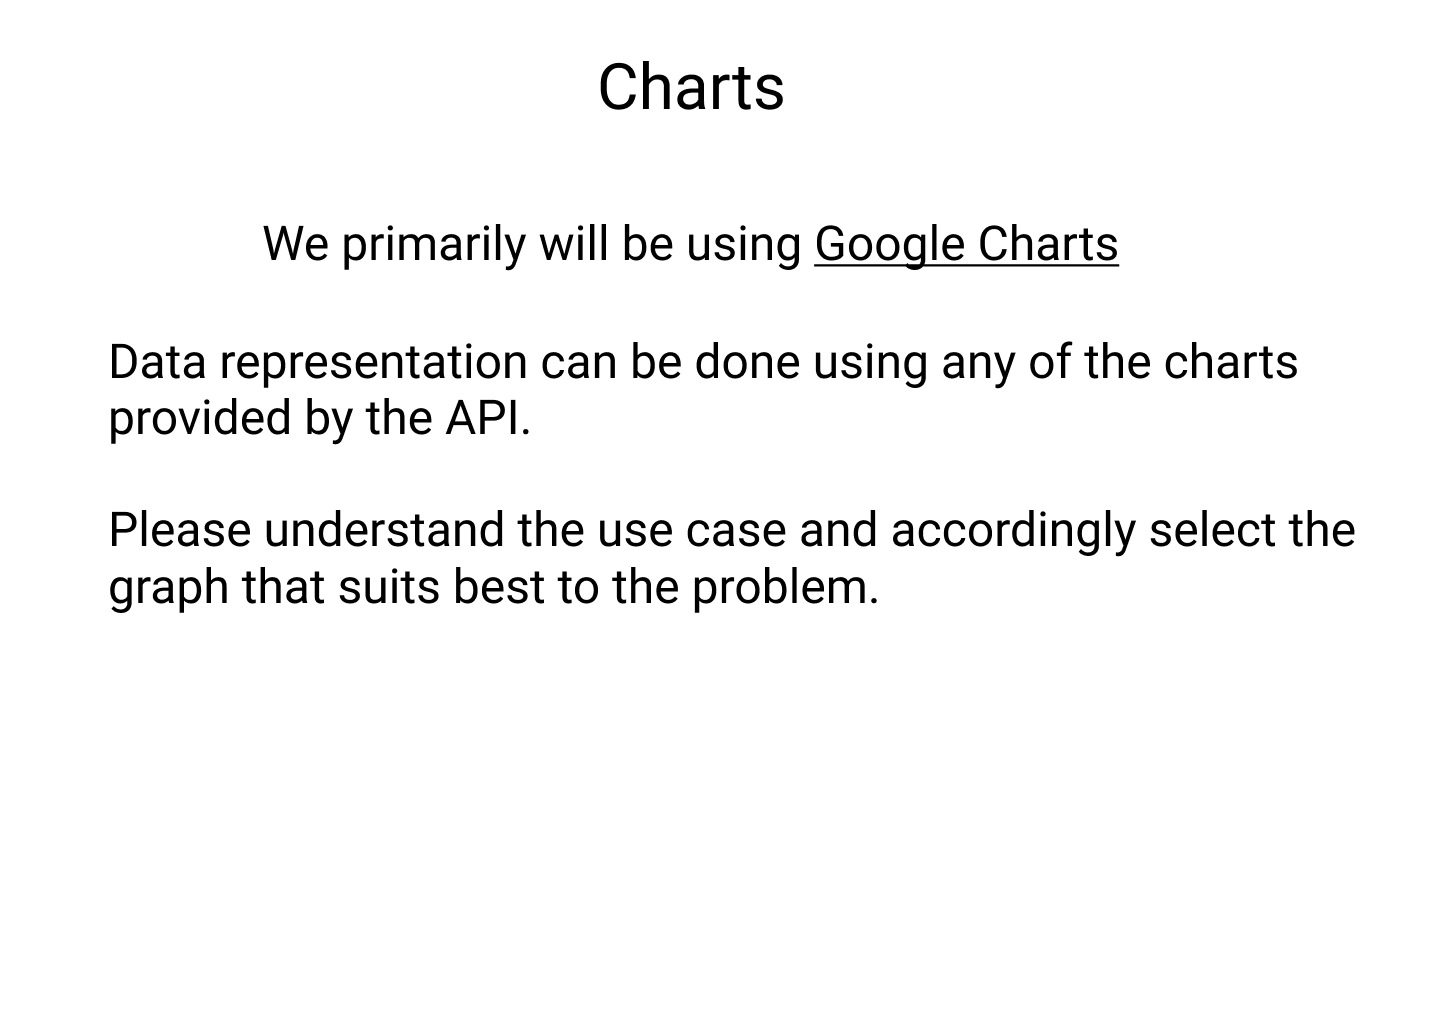 Charts
We primarily will be using Google Charts
Data representation can be done using any of the charts
provided by the API.
Please understand the use case and accordingly select the
graph that suits best to the problem.